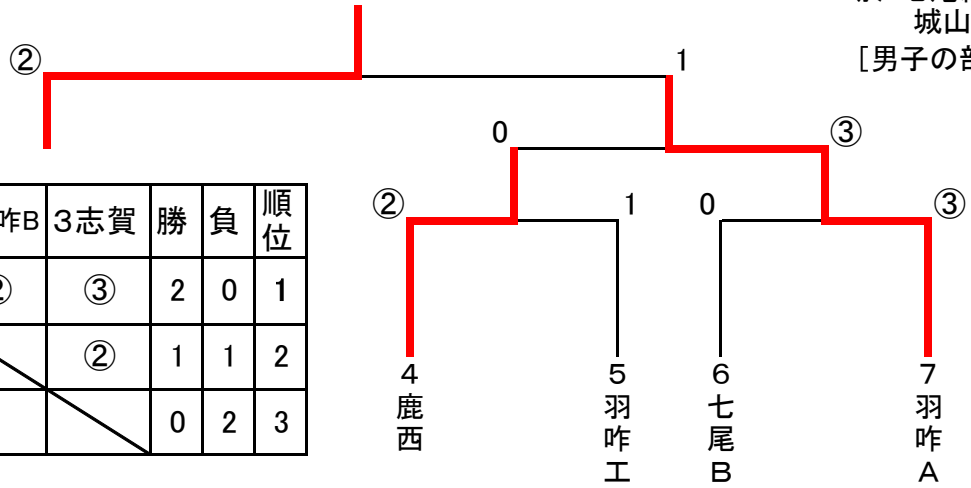 城山
[男子の部
② 1
0 ③
② 1 0 ③
咋B 3志賀 勝 負 順位
② ③ 2 0 1
② 1 1 2
0 2 3
4 鹿西
5 羽咋工
6 七尾B
7 羽咋A